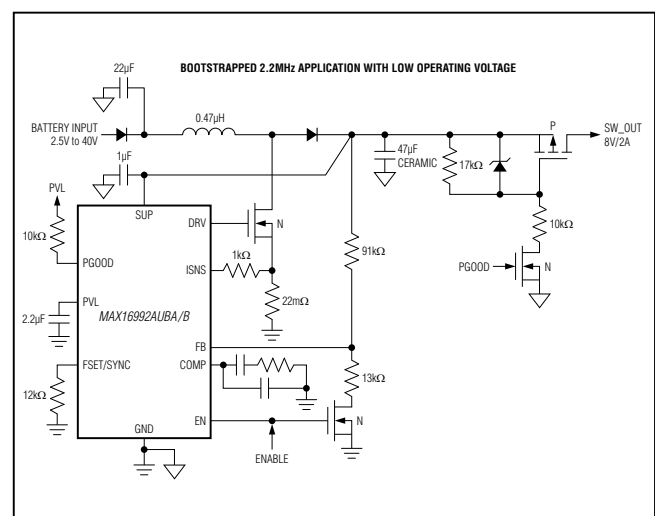 BOOTSTRAPPED 2.2MHz APPLICATION WITH LOW OPERATING VOLTAGE
22µF
BATTERY INPUT
2.5V to 40V
0.47µH
P
SW_OUT
8V/2A
47µF
CERAMIC
17kΩ
1µF
PVL
10kΩ
SUP
DRV
N
PGOOD
ISNS
1kΩ
22mΩ
91kΩ
10kΩ
PGOOD
N
PVL
2.2µF
MAX16992AUBA/B
FB
COMP
FSET/SYNC
12kΩ
13kΩ
EN
N
GND
ENABLE